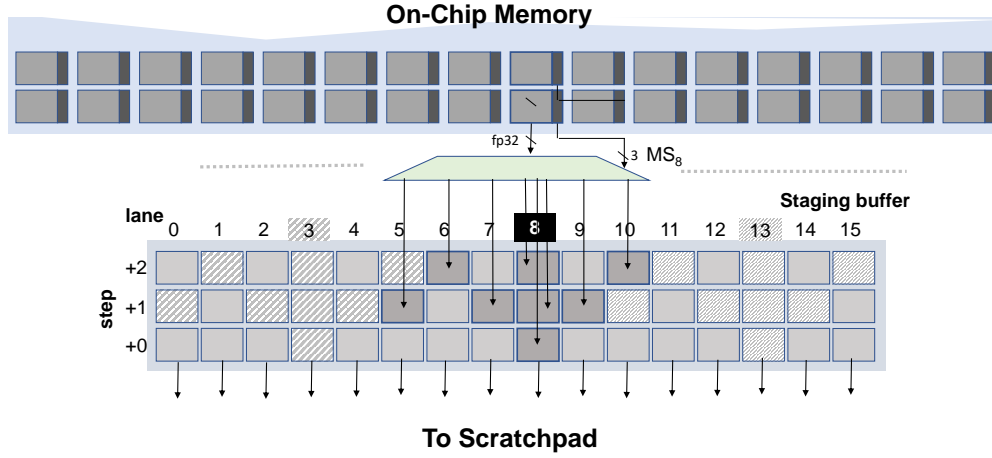 On-Chip Memory
fp32
3 MS8
Staging buffer
lane
0 1 2 3 4 5 6 7 8 9 10 11 12 13 14 15
step
+2
+1
+0
To Scratchpad